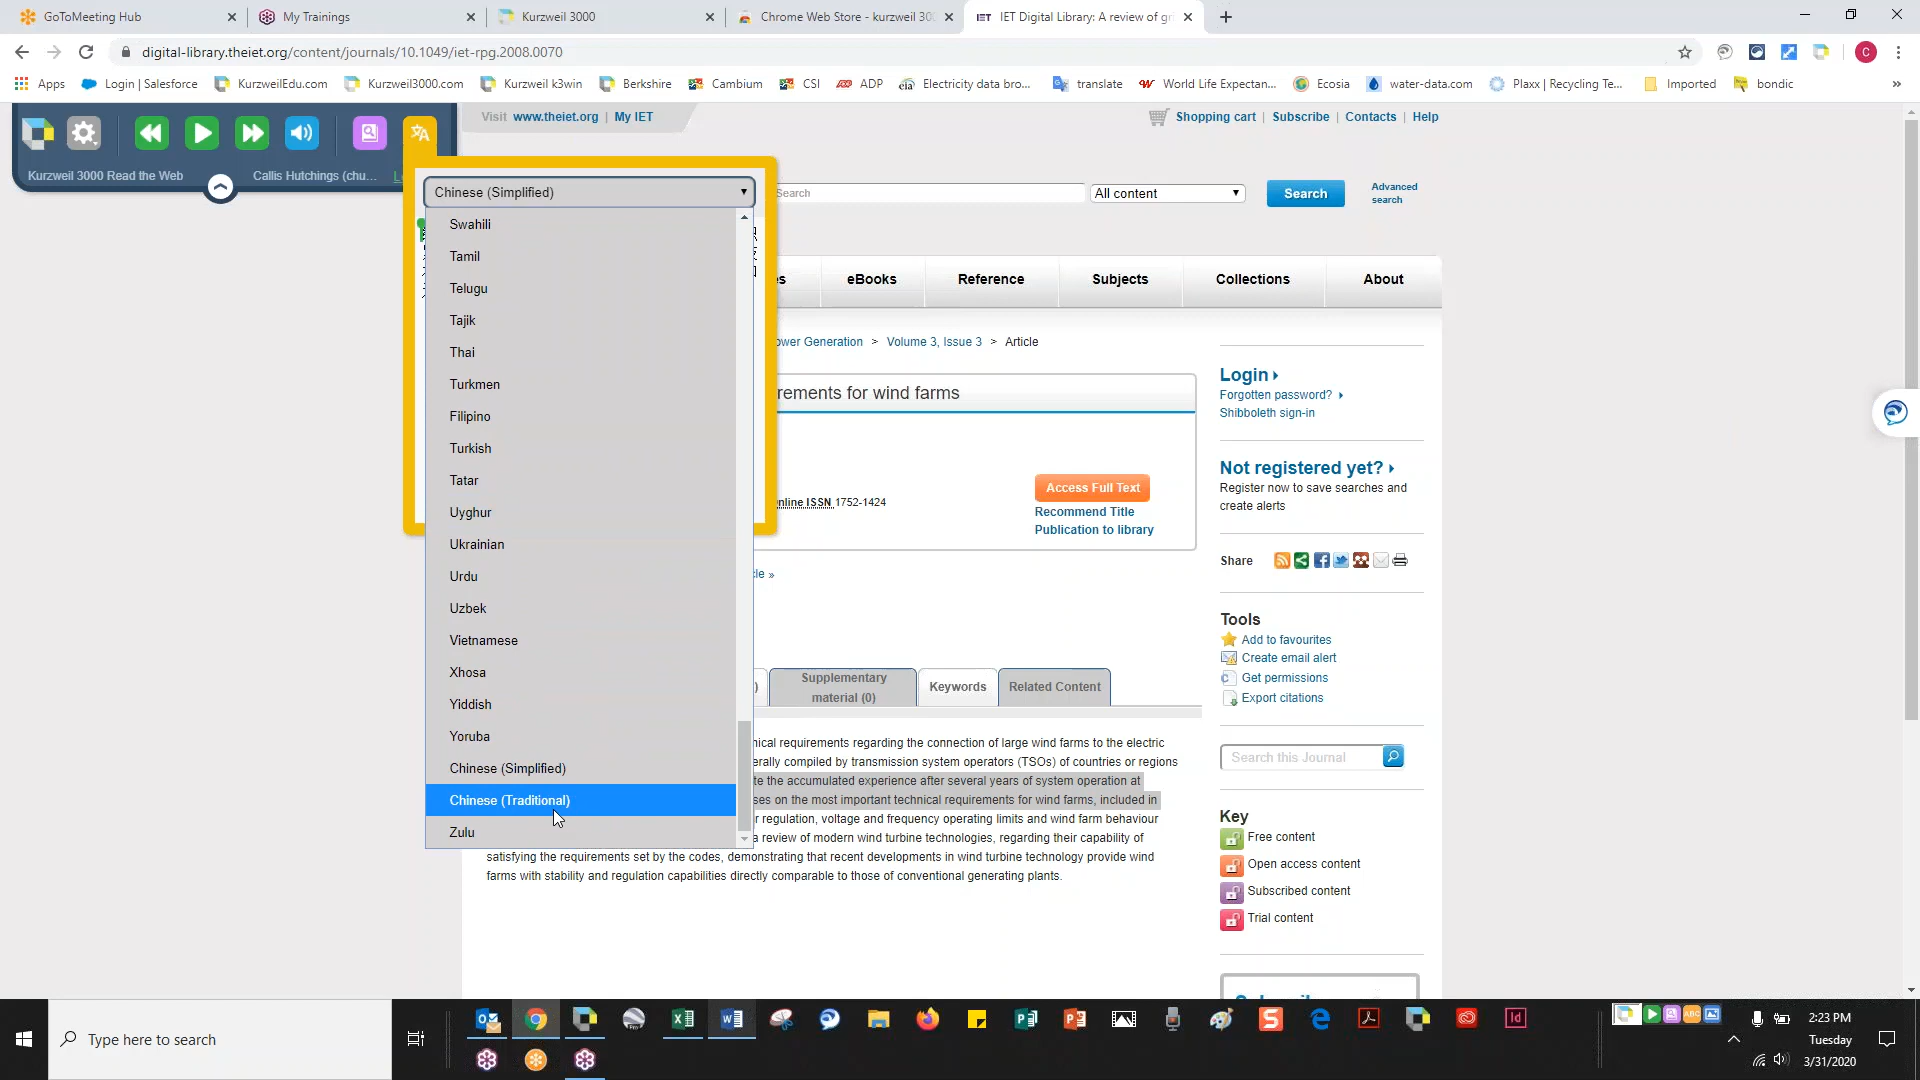 GoToMeeting Hub
My Trainings
Kurzweil 3000
Chrome Web Store - kurzweil 300
IET Digital Library: A review of gr
digital-library.theiet.org/content/journals/10.1049/iet-rpg.2008.0070
C
Apps
Login | Salesforce
KurzweilEdu.com
Kurzweil3000.com
Kurzweil k3win
Berkshire
Cambium
CSI
ADP
Electricity data bro...
translate
World Life Expectan...
Ecosia
water-data.com
Plaxx | Recycling Te...
Imported
bondic
Kurzweil 3000 Read the Web
Callis Hutchings (chu...
Visit www.theiet.org | My IET
Shopping cart | Subscribe | Contacts | Help
Chinese (Simplified)
Search
All content
Search
Advanced
search
Swahili
Tamil
Telugu
Tajik
Thai
Turkmen
Filipino
Turkish
Tatar
Uyghur
Ukrainian
Urdu
Uzbek
Vietnamese
Xhosa
Yiddish
Yoruba
Chinese (Simplified)
Chinese (Traditional)
Zulu
eBooks
Reference
Subjects
Collections
About
ower Generation > Volume 3, Issue 3 > Article
rements for wind farms
nline ISSN 1752-1424
Access Full Text
Recommend Title
Publication to library
cle »
Supplementary
material (0)
Keywords
Related Content
nical requirements regarding the connection of large wind farms to the electric
erally compiled by transmission system operators (TSOs) of countries or regions
te the accumulated experience after several years of system operation at
ses on the most important technical requirements for wind farms, included in
r regulation, voltage and frequency operating limits and wind farm behaviour
a review of modern wind turbine technologies, regarding their capability of
satisfying the requirements set by the codes, demonstrating that recent developments in wind turbine technology provide wind
farms with stability and regulation capabilities directly comparable to those of conventional generating plants.
Login
Forgotten password?
Shibboleth sign-in
Not registered yet?
Register now to save searches and
create alerts
Share
Tools
Add to favourites
Create email alert
Get permissions
Export citations
Search this Journal
Key
Free content
Open access content
Subscribed content
Trial content
Type here to search
2:23 PM
Tuesday
3/31/2020